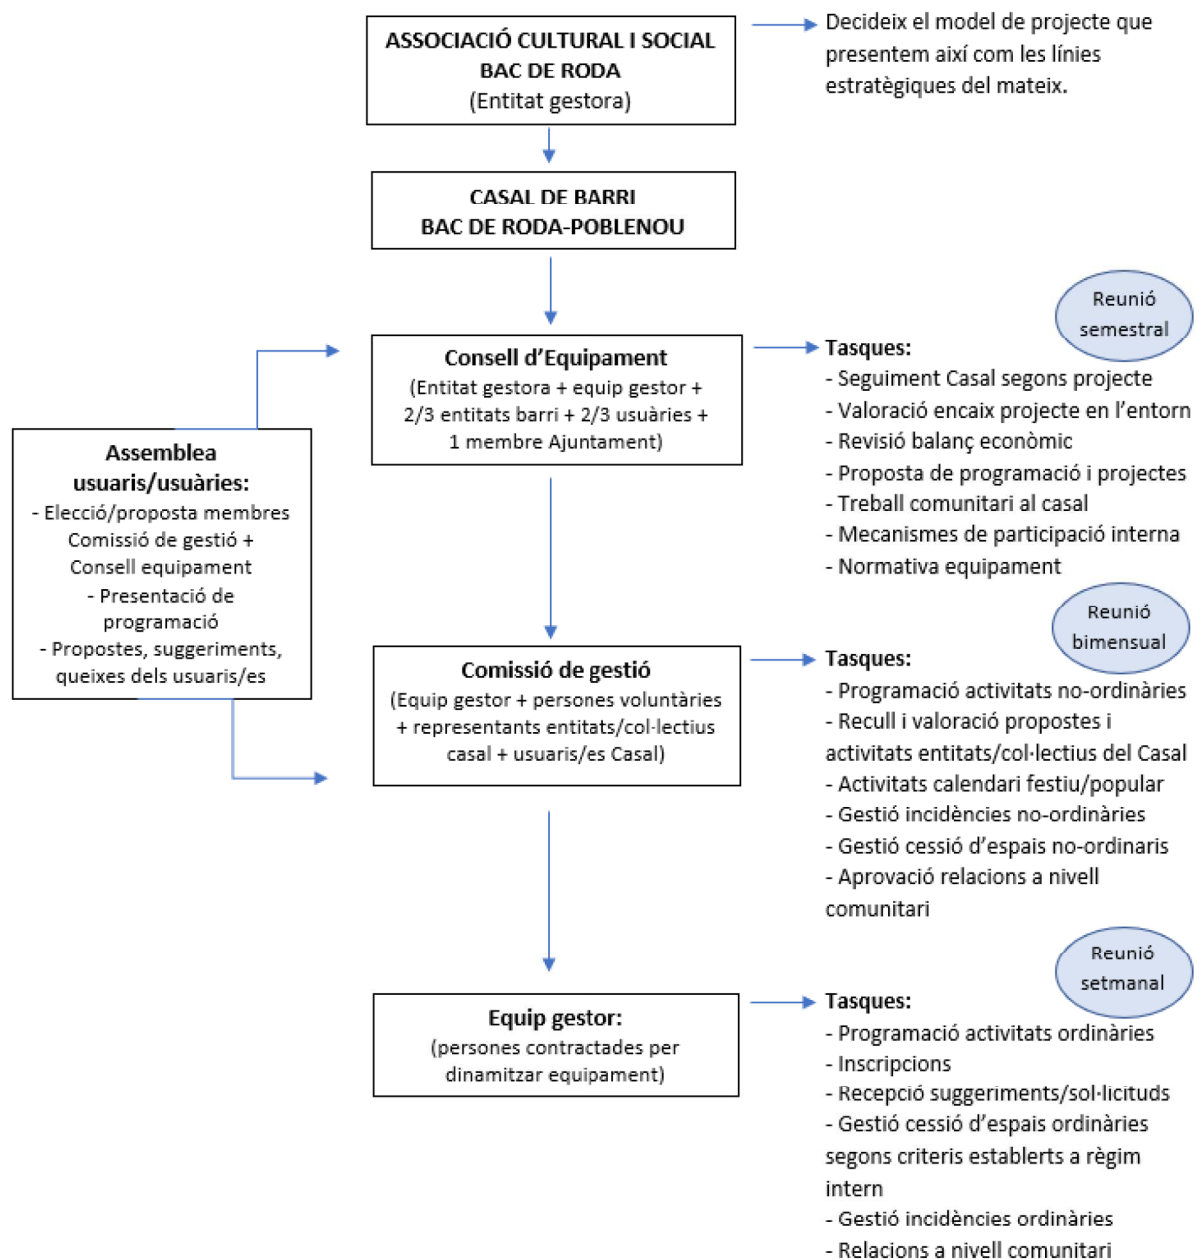 ASSOCIACIÓ CULTURAL I SOCIAL
BAC DE RODA
(Entitat gestora)
Decideix el model de projecte que
presentem així com les línies
estratègiques del mateix.
CASAL DE BARRI
BAC DE RODA-POBLENOU
Reunió
semestral
Consell d'Equipament
(Entitat gestora + equip gestor +
2/3 entitats barri + 2/3 usuàries +
1 membre Ajuntament)
Tasques:
- Seguiment Casal segons projecte
- Valoració encaix projecte en l'entorn
- Revisió balanç econòmic
- Proposta de programació i projectes
- Treball comunitari al casal
- Mecanismes de participació interna
- Normativa equipament
Assemblea
usuaris/usuàries:
- Elecció/proposta membres
Comissió de gestió +
Consell equipament
- Presentació de
programació
- Propostes, suggeriments,
queixes dels usuaris/es
Reunió
bimensual
Comissió de gestió
(Equip gestor + persones voluntàries
+ representants entitats/col·lectius
casal + usuaris/es Casal)
Tasques:
- Programació activitats no-ordinàries
- Recull i valoració propostes i
activitats entitats/col·lectius del Casal
- Activitats calendari festiu/popular
- Gestió incidències no-ordinàries
- Gestió cessió d'espais no-ordinaris
- Aprovació relacions a nivell
comunitari
Reunió
setmanal
Equip gestor:
(persones contractades per
dinamitzar equipament)
Tasques:
- Programació activitats ordinàries
- Inscripcions
- Recepció suggeriments/sol·licituds
- Gestió cessió d'espais ordinàries
segons criteris establerts a règim
intern
- Gestió incidències ordinàries
- Relacions a nivell comunitari